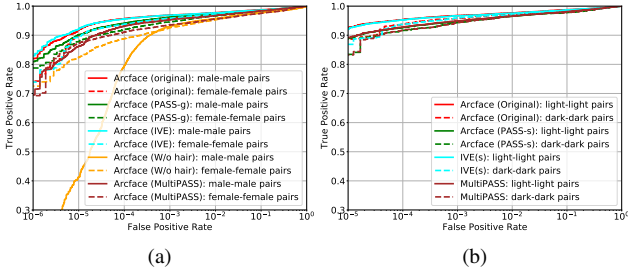 1.0
0.9
0.8
0.7
0.6
0.5
0.4
0.3
True Positive Rate
Arcface (original): male-male pairs
Arcface (original): female-female pairs
Arcface (PASS-g): male-male pairs
Arcface (PASS-g): female-female pairs
Arcface (IVE): male-male pairs
Arcface (IVE): female-female pairs
Arcface (W/o hair): male-male pairs
Arcface (W/o hair): female-female pairs
Arcface (MultiPASS): male-male pairs
Arcface (MultiPASS): female-female pairs
10⁻⁶ 10⁻⁵ 10⁻⁴ 10⁻³ 10⁻² 10⁻¹ 10⁰
False Positive Rate
(a)
1.0
0.9
0.8
0.7
0.6
0.5
0.4
0.3
True Positive Rate
Arcface (Original): light-light pairs
Arcface (Original): dark-dark pairs
Arcface (PASS-s): light-light pairs
Arcface (PASS-s): dark-dark pairs
IVE(s): light-light pairs
IVE(s): dark-dark pairs
MultiPASS: light-light pairs
MultiPASS: dark-dark pairs
10⁻⁵ 10⁻³ 10⁻² 10⁻¹ 10⁰
False Positive Rate
(b)